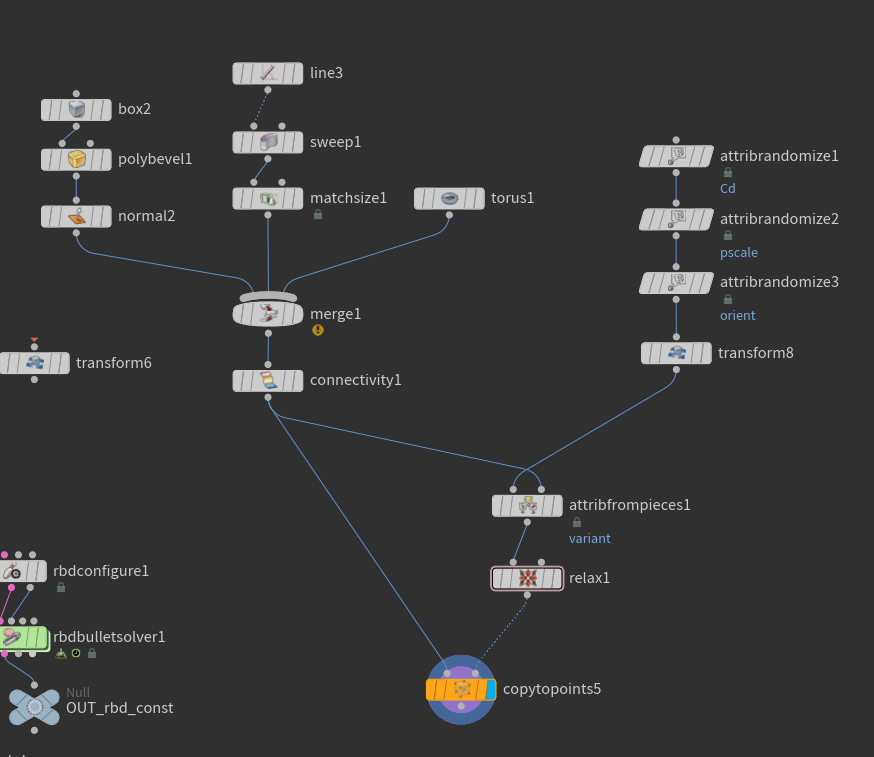 line3
box2
sweep1
polybevel1
attribrandomize1
Cd
matchsize1
torus1
normal2
attribrandomize2
pscale
attribrandomize3
orient
merge1
transform8
transform6
connectivity1
attribfrompieces1
variant
rbdconfigure1
relax1
rbdbulletsolver1
Null
OUT_rbd_const
copytopoints5